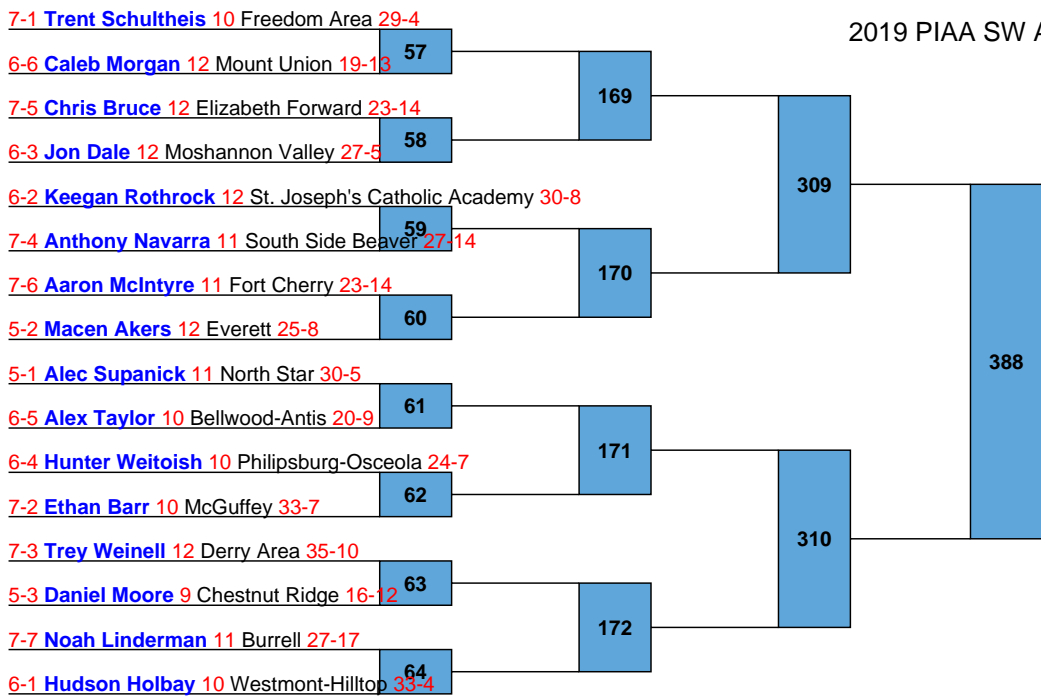 7-1 Trent Schultheis 10 Freedom Area 29-4
2019 PIAA SW A
57
6-6 Caleb Morgan 12 Mount Union 19-13
169
7-5 Chris Bruce 12 Elizabeth Forward 23-14
58
6-3 Jon Dale 12 Moshannon Valley 27-5
309
6-2 Keegan Rothrock 12 St. Joseph's Catholic Academy 30-8
59
7-4 Anthony Navarra 11 South Side Beaver 27-14
170
7-6 Aaron McIntyre 11 Fort Cherry 23-14
60
5-2 Macen Akers 12 Everett 25-8
388
5-1 Alec Supanick 11 North Star 30-5
61
6-5 Alex Taylor 10 Bellwood-Antis 20-9
171
6-4 Hunter Weitoish 10 Philipsburg-Osceola 24-7
62
7-2 Ethan Barr 10 McGuffey 33-7
310
7-3 Trey Weinell 12 Derry Area 35-10
63
5-3 Daniel Moore 9 Chestnut Ridge 16-12
172
7-7 Noah Linderman 11 Burrell 27-17
64
6-1 Hudson Holbay 10 Westmont-Hilltop 33-4